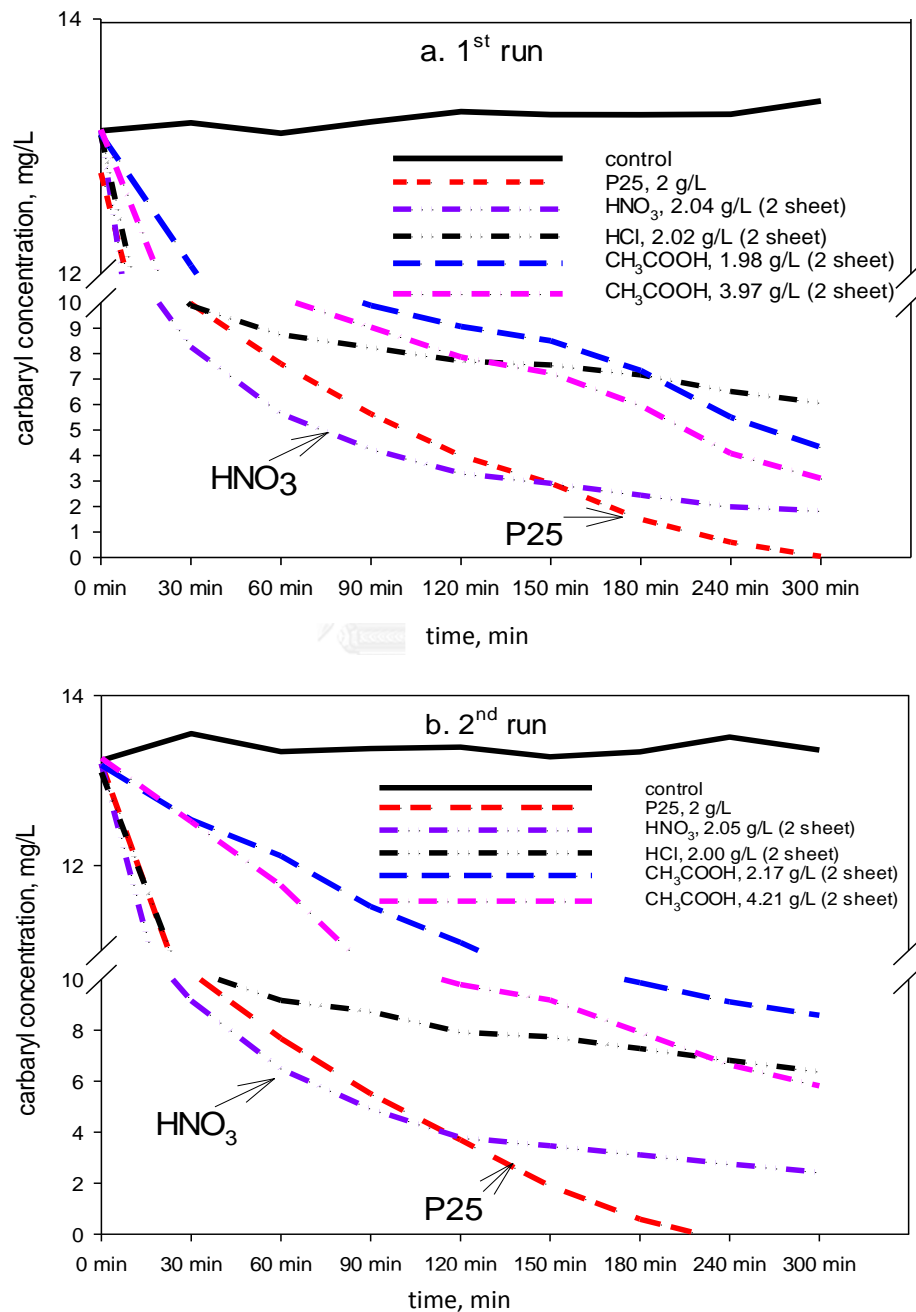 14
a. 1st run
control
P25, 2 g/L
HNO3, 2.04 g/L (2 sheet)
HCl, 2.02 g/L (2 sheet)
CH3COOH, 1.98 g/L (2 sheet)
CH3COOH, 3.97 g/L (2 sheet)
carbaryl concentration, mg/L
12
10
9
8
7
6
5
4
3
2
1
0
HNO3
P25
0 min 30 min 60 min 90 min 120 min 150 min 180 min 240 min 300 min
time, min
14
b. 2nd run
control
P25, 2 g/L
HNO3, 2.05 g/L (2 sheet)
HCl, 2.00 g/L (2 sheet)
CH3COOH, 2.17 g/L (2 sheet)
CH3COOH, 4.21 g/L (2 sheet)
carbaryl concentration, mg/L
12
10
8
6
4
2
0
HNO3
P25
0 min 30 min 60 min 90 min 120 min 150 min 180 min 240 min 300 min
time, min